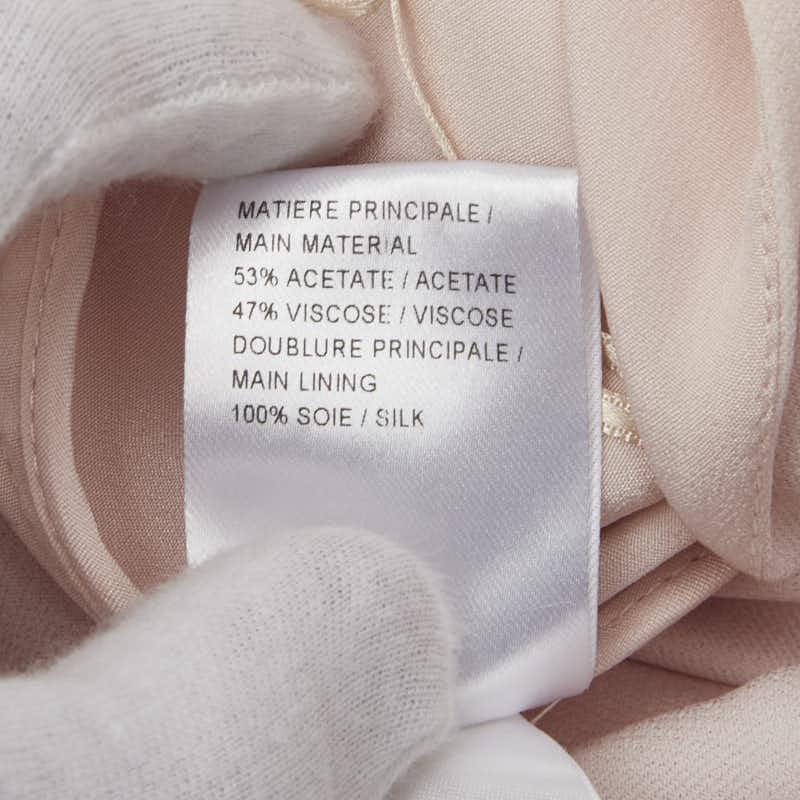 MATIERE PRINCIPALE /
MAIN MATERIAL
53% ACETATE / ACETATE
47% VISCOSE / VISCOSE
DOUBLURE PRINCIPALE /
MAIN LINING
100% SOIE / SILK